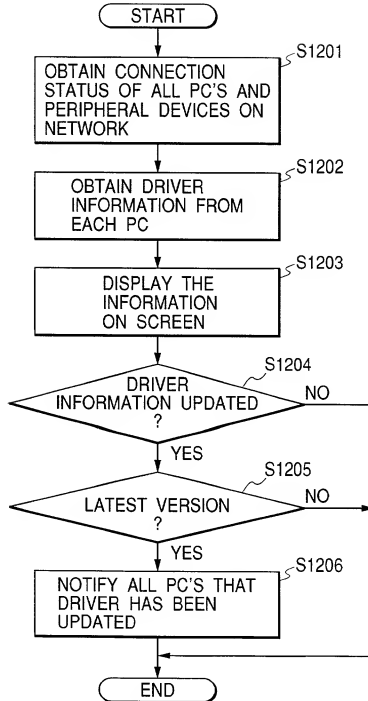 START
S1201
OBTAIN CONNECTION
STATUS OF ALL PC'S AND
PERIPHERAL DEVICES ON
NETWORK
S1202
OBTAIN DRIVER
INFORMATION FROM
EACH PC
S1203
DISPLAY THE
INFORMATION
ON SCREEN
S1204
DRIVER
INFORMATION UPDATED
?
NO
YES
S1205
LATEST VERSION
?
NO
YES
S1206
NOTIFY ALL PC'S THAT
DRIVER HAS BEEN
UPDATED
END